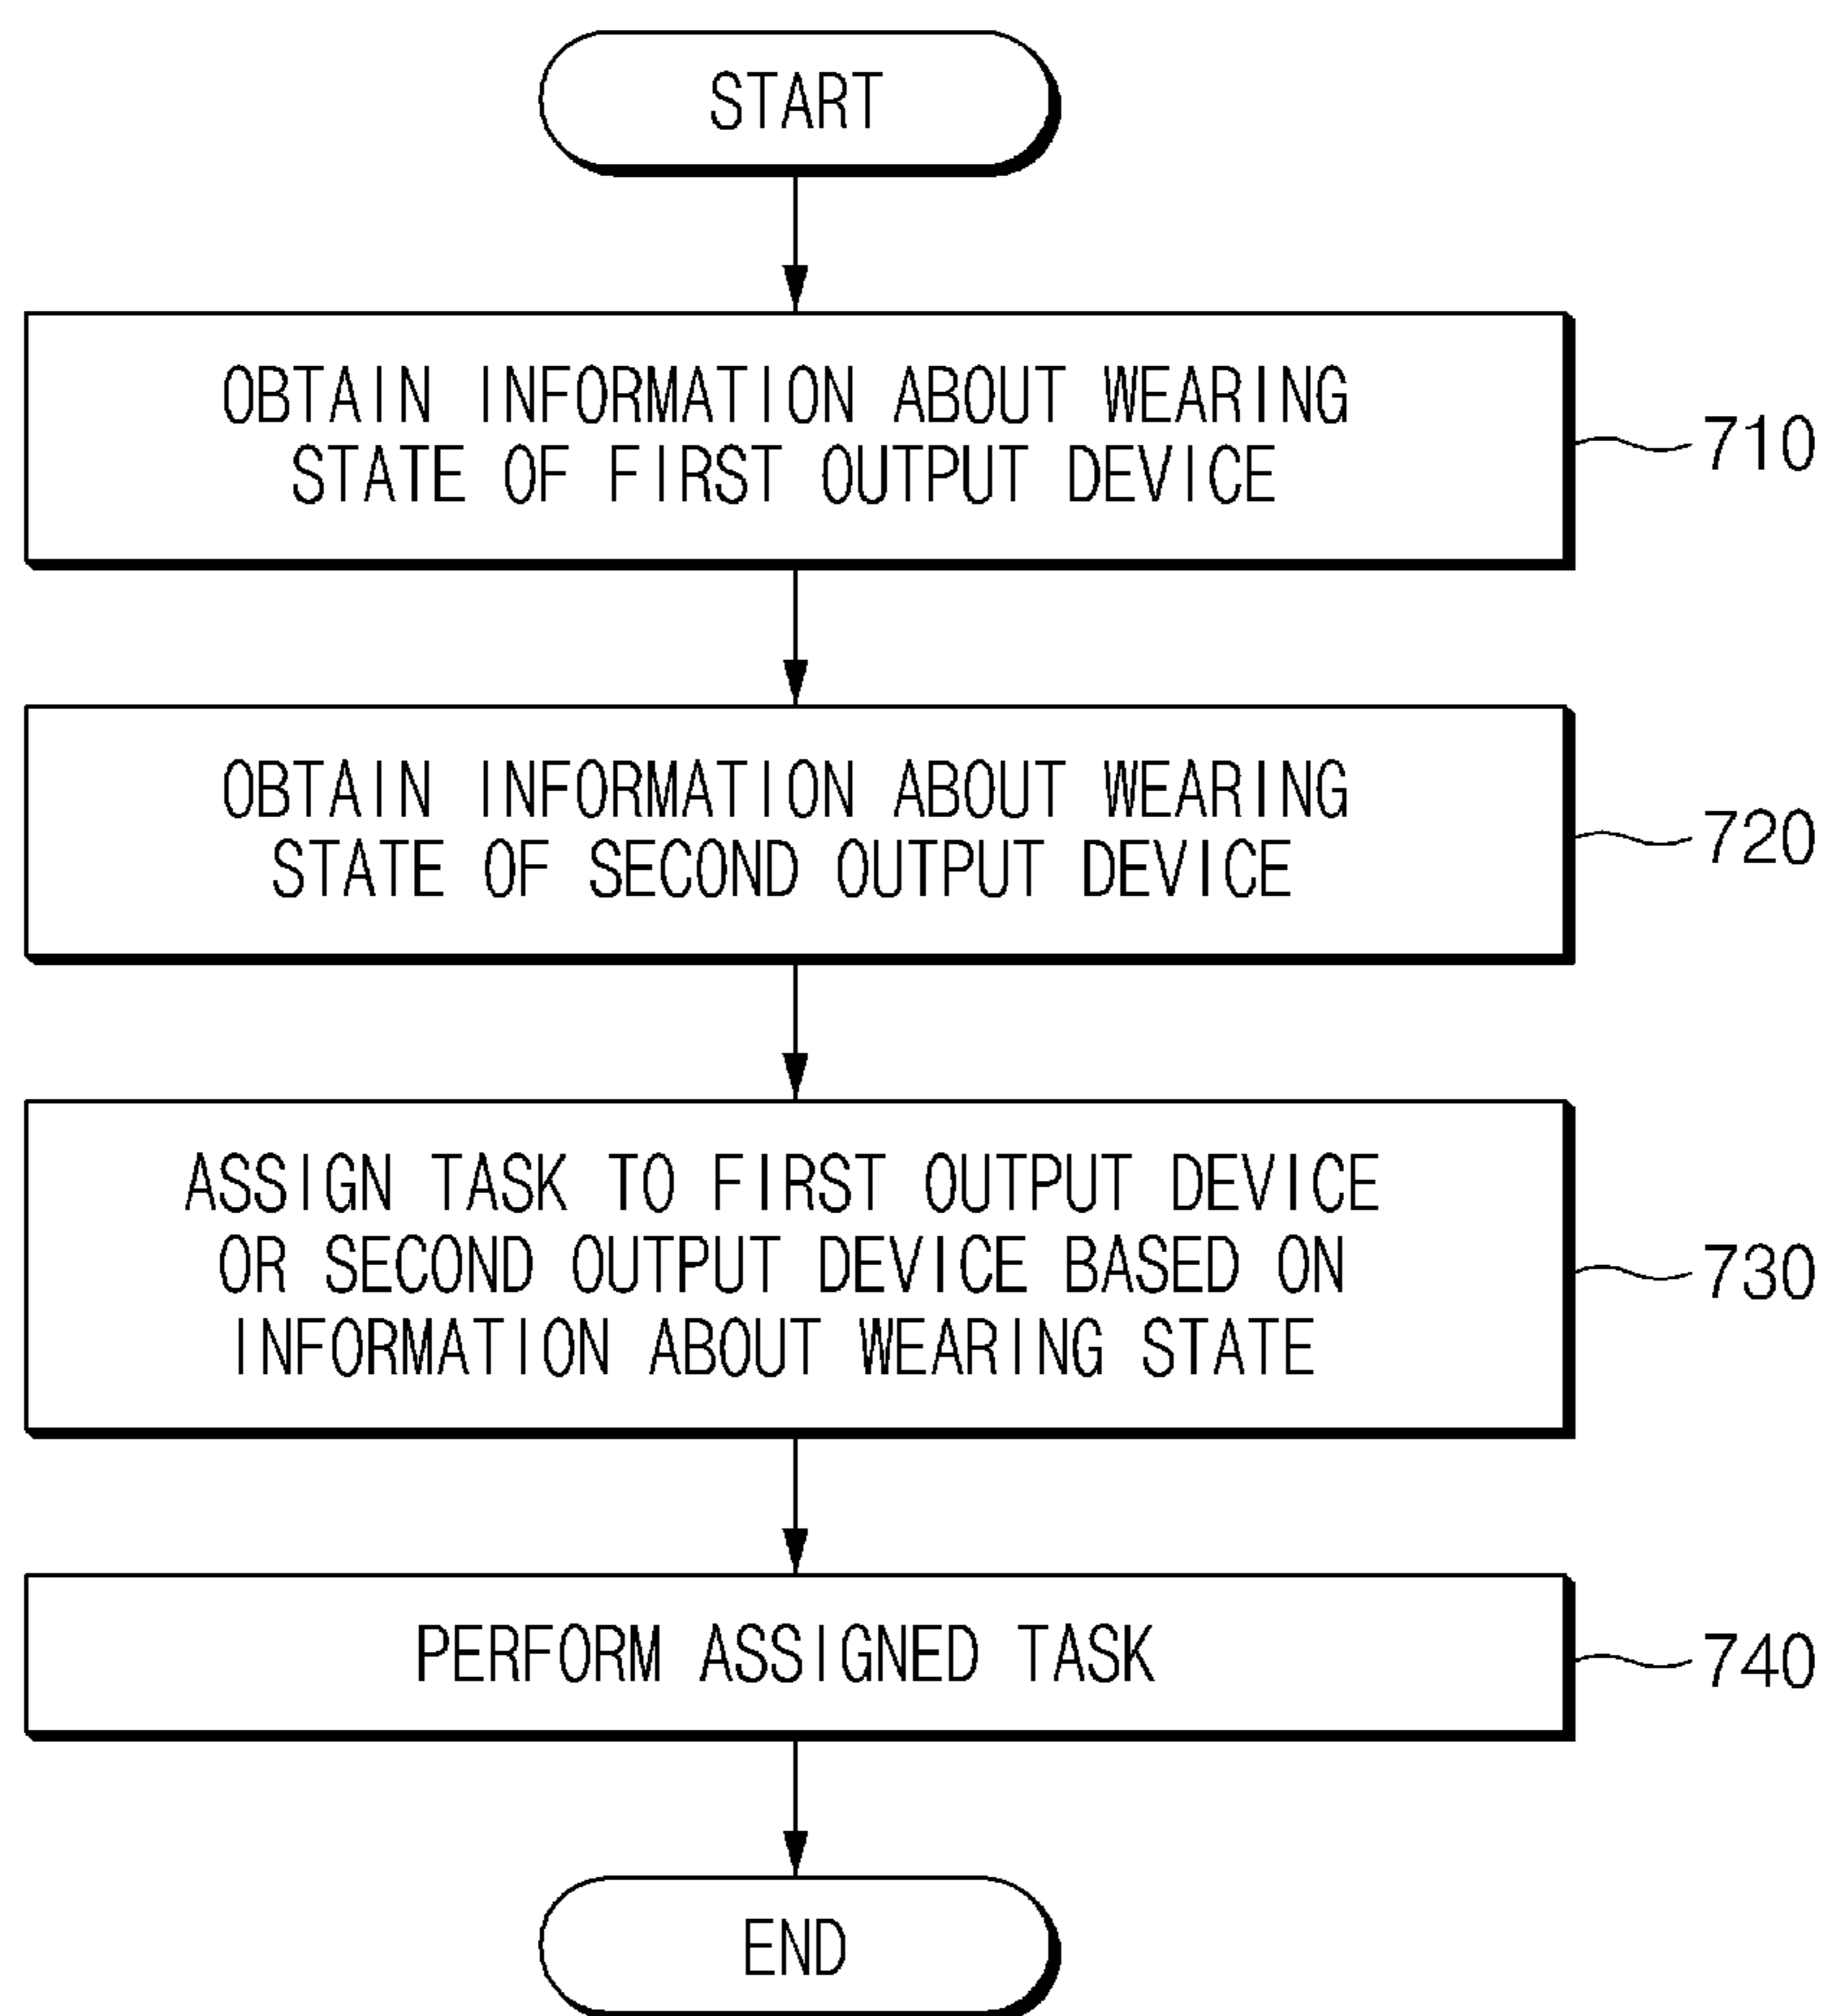 START
OBTAIN INFORMATION ABOUT WEARING
STATE OF FIRST OUTPUT DEVICE
710
OBTAIN INFORMATION ABOUT WEARING
STATE OF SECOND OUTPUT DEVICE
720
ASSIGN TASK TO FIRST OUTPUT DEVICE
OR SECOND OUTPUT DEVICE BASED ON
INFORMATION ABOUT WEARING STATE
730
PERFORM ASSIGNED TASK
740
END